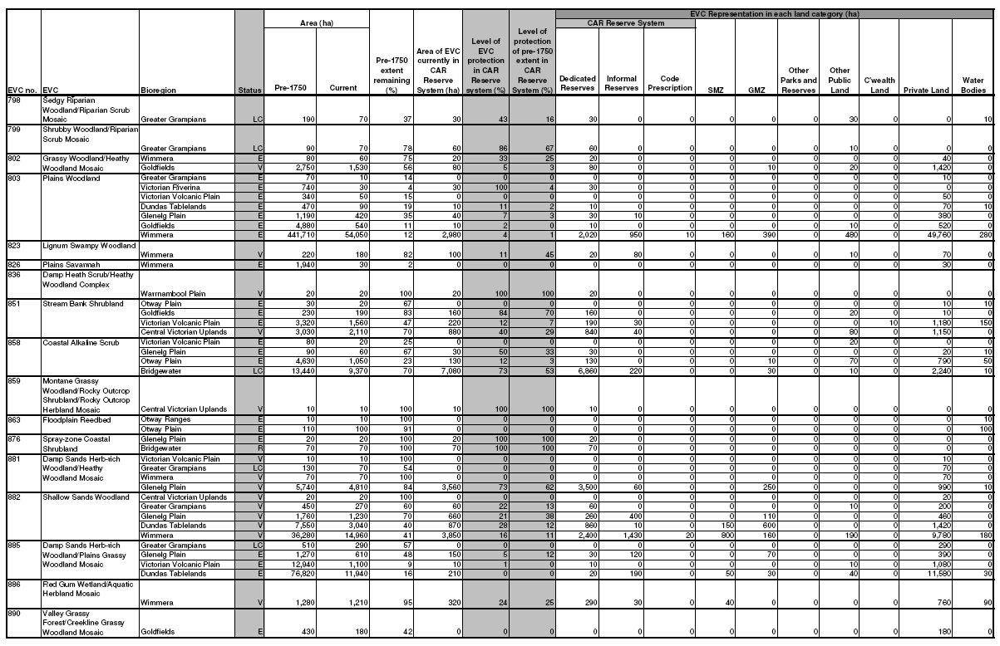 EVC Representation in each land category (ha)
Area (ha) CAR Reserve System
EVC no. EVC Bioregion Status Pre-1750 Current Pre-1750 extent remaining (%) Area of EVC currently in CAR Reserve System (ha) Level of EVC protection in CAR Reserve system (%) Level of protection of pre-1750 extent in CAR Reserve System (%) Dedicated Reserves Informal Reserves Code Prescription SMZ GMZ Other Parks and Reserves Other Public Land C'wealth Land Private Land Water Bodies
798 Sedgy Riparian
Woodland/Riparian Scrub
Mosaic Greater Grampians LC 190 70 37 30 43 16 30 0 0 0 0 0 30 0 0 10
799 Shrubby Woodland/Riparian
Scrub Mosaic
Greater Grampians LC 90 70 78 60 86 67 60 0 0 0 0 0 10 0 0 0
802 Grassy Woodland/Heathy Wimmera E 80 60 75 20 33 25 20 0 0 0 0 0 0 0 40 0
Woodland Mosaic Goldfields V 2,750 1,530 56 80 5 3 80 0 0 0 10 0 20 0 1,420 0
803 Plains Woodland Greater Grampians E 70 10 14 0 0 0 0 0 0 0 0 0 0 0 10 0
Victorian Riverina E 740 30 4 30 100 4 30 0 0 0 0 0 0 0 0 0
Victorian Volcanic Plain E 340 50 15 0 0 0 0 0 0 0 0 0 0 0 50 0
Dundas Tablelands E 470 90 19 10 11 2 10 0 0 0 0 0 0 0 70 10
Glenelg Plain E 1,190 420 35 40 7 3 30 10 0 0 0 0 0 0 380 0
Goldfields E 4,880 540 11 10 2 0 10 0 0 0 0 0 10 0 520 0
Wimmera E 441,710 54,050 12 2,980 4 1 2,020 950 10 160 390 0 480 0 49,760 280
823 Lignum Swampy Woodland
Wimmera V 220 180 82 100 11 45 20 80 0 0 0 0 10 0 70 0
826 Plains Savannah Wimmera E 1,940 30 2 0 0 0 0 0 0 0 0 0 0 0 30 0
836 Damp Heath Scrub/Heathy
Woodland Complex
Warrnambool Plain V 20 20 100 20 100 100 20 0 0 0 0 0 0 0 0 0
851 Stream Bank Shrubland Otway Plain E 30 20 67 0 0 0 0 0 0 0 0 0 0 0 10 10
Goldfields E 230 190 83 160 84 70 160 0 0 0 0 0 20 0 10 0
Victorian Volcanic Plain E 3,320 1,560 47 220 12 7 190 30 0 0 0 0 0 10 1,180 150
Central Victorian Uplands V 3,030 2,110 70 880 40 29 840 40 0 0 0 0 80 0 1,150 0
858 Coastal Alkaline Scrub Victorian Volcanic Plain E 80 20 25 0 0 0 0 0 0 0 0 0 20 0 0 0
Glenelg Plain E 90 60 67 30 50 33 30 0 0 0 0 0 0 0 20 10
Otway Plain E 4,630 1,050 23 130 12 3 130 0 0 0 10 0 70 0 790 50
Bridgewater LC 13,440 9,370 70 7,080 73 53 6,860 220 0 0 30 0 10 0 2,240 10
859 Montane Grassy
Woodland/Rocky Outcrop
Shrubland/Rocky Outcrop
Herbland Mosaic Central Victorian Uplands V 10 10 100 10 100 100 10 0 0 0 0 0 0 0 0 0
863 Floodplain Reedbed Otway Ranges E 10 10 100 0 0 0 0 0 0 0 0 0 0 0 0 10
Otway Plain E 110 100 91 0 0 0 0 0 0 0 0 0 0 0 0 100
876 Spray-zone Coastal Glenelg Plain E 20 20 100 20 100 100 20 0 0 0 0 0 0 0 0 0
Shrubland Bridgewater R 70 70 100 70 100 100 70 0 0 0 0 0 0 0 0 0
881 Damp Sands Herb-rich Victorian Volcanic Plain V 10 10 100 0 0 0 0 0 0 0 0 0 0 0 10 0
Woodland/Heathy Greater Grampians LC 130 70 54 0 0 0 0 0 0 0 0 0 0 0 70 0
Woodland Mosaic Wimmera V 70 70 100 0 0 0 0 0 0 0 0 0 0 0 70 0
Glenelg Plain V 5,740 4,810 84 3,560 73 62 3,500 60 0 0 250 0 0 0 990 10
882 Shallow Sands Woodland Central Victorian Uplands V 20 20 100 0 0 0 0 0 0 0 0 0 0 0 20 0
Greater Grampians V 450 270 60 60 22 13 60 0 0 0 0 0 10 0 200 0
Glenelg Plain V 1,760 1,230 70 660 21 38 260 400 0 0 110 0 0 0 460 0
Dundas Tablelands V 7,550 3,040 40 870 28 12 860 10 0 150 600 0 0 0 1,420 0
Wimmera V 36,280 14,960 41 3,850 16 11 2,400 1,430 20 800 160 0 190 0 9,780 180
885 Damp Sands Herb-rich Greater Grampians LC 510 290 57 0 0 0 0 0 0 0 0 0 0 0 290 0
Woodland/Plains Grassy Glenelg Plain E 1,270 610 48 150 5 12 30 120 0 0 70 0 0 0 390 0
Woodland Mosaic Victorian Volcanic Plain E 12,940 1,100 9 10 1 0 10 0 0 0 0 0 10 0 1,080 0
Dundas Tablelands E 76,820 11,940 16 210 0 0 20 190 0 50 30 0 40 0 11,580 30
886 Red Gum Wetland/Aquatic
Herbland Mosaic
Wimmera V 1,280 1,210 95 320 24 25 290 30 0 40 0 0 0 0 760 90
890 Valley Grassy
Forest/Creekline Grassy
Woodland Mosaic Goldfields E 430 180 42 0 0 0 0 0 0 0 0 0 0 0 180 0